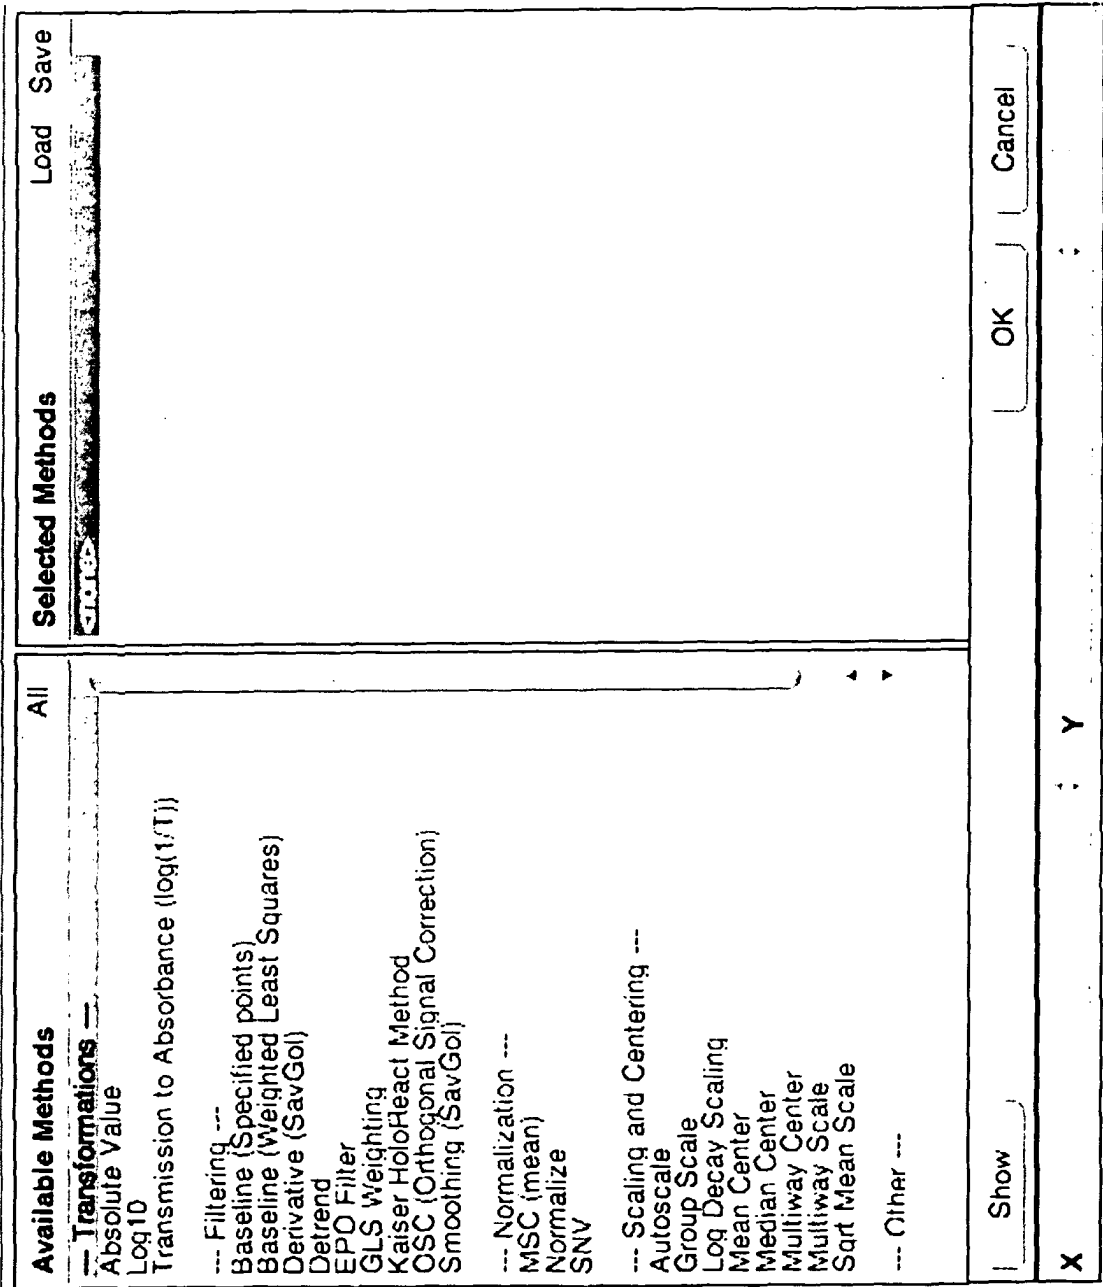 Available Methods All
--- Transformations ---
Absolute Value
Log10
Transmission to Absorbance (log(1/T))
--- Filtering ---
Baseline (Specified points)
Baseline (Weighted Least Squares)
Derivative (SavGol)
Detrend
EPO Filter
GLS Weighting
Kaiser HoloReact Method
OSC (Orthogonal Signal Correction)
Smoothing (SavGol)
--- Normalization ---
MSC (mean)
Normalize
SNV
--- Scaling and Centering ---
Autoscale
Group Scale
Log Decay Scaling
Mean Center
Median Center
Multiway Center
Multiway Scale
Sqrt Mean Scale
--- Other ---
Selected Methods Load Save
<none>
Show OK Cancel
X Y